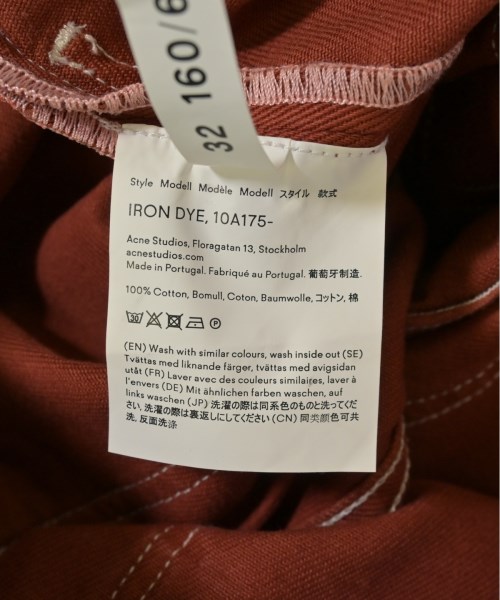 32 160/6
Style Modell Modèle Modell スタイル 款式
IRON DYE, 10A175-
Acne Studios, Floragatan 13, Stockholm
acnestudios.com
Made in Portugal. Fabriqué au Portugal. 葡萄牙制造.
100% Cotton, Bomull, Coton, Baumwolle, コットン, 棉
30 P
(EN) Wash with similar colours, wash inside out (SE)
Tvättas med liknande färger, tvättas med avigsidan
utåt (FR) Laver avec des couleurs similaires, laver à
l'envers (DE) Mit ähnlichen farben waschen, auf
links waschen (JP) 洗濯の際は同系色のものと洗ってくだ
さい, 洗濯の際は裏返しにしてください (CN) 同类颜色可共
洗, 反面洗涤